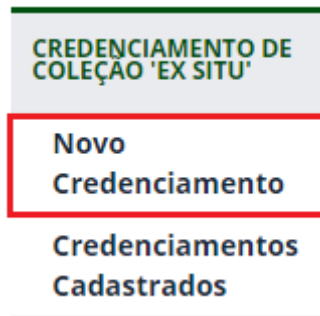 CREDENCIAMENTO DE
COLEÇÃO 'EX SITU'
Novo
Credenciamento
Credenciamentos
Cadastrados